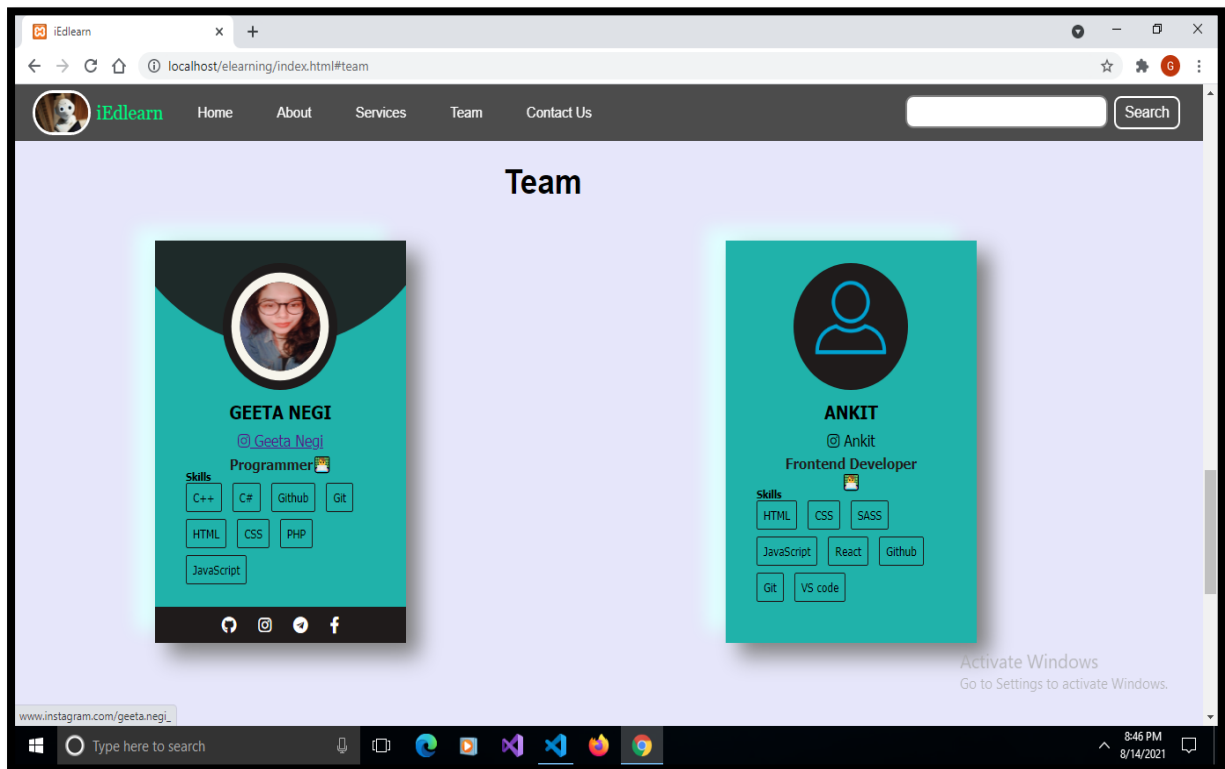 iEdlearn
localhost/elearning/index.html#team
G
iEdlearn Home About Services Team Contact Us Search
Team
GEETA NEGI
Geeta Negi
Programmer
Skills
C++ C# Github Git
HTML CSS PHP
JavaScript
ANKIT
Ankit
Frontend Developer
Skills
HTML CSS SASS
JavaScript React Github
Git VS code
Activate Windows
Go to Settings to activate Windows.
www.instagram.com/geeta.negi_
Type here to search
8:46 PM
8/14/2021